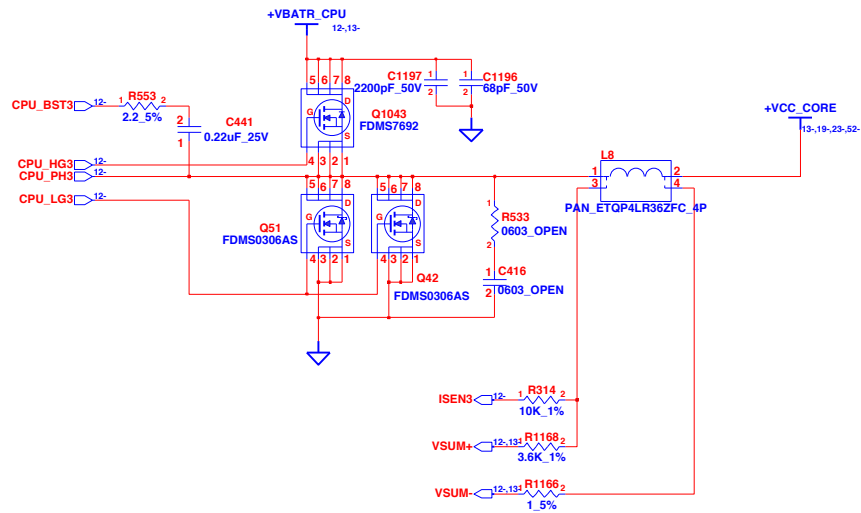 +VBATR_CPU
12-,13-
5 6 7 8
C1197
2200pF_50V
1
2
C1196
68pF_50V
1
2
CPU_BST3
12-
R553
1
2
2.2_5%
D
G
S
Q1043
FDMS7692
2
1
C441
0.22uF_25V
+VCC_CORE
13-,19-,23-,52-
4 3 2 1
CPU_HG3
12-
CPU_PH3
12-
CPU_LG3
12-
L8
1
2
3
4
PAN_ETQP4LR36ZFC_4P
5 6 7 8
D
G
S
Q51
FDMS0306AS
4 3 2 1
5 6 7 8
D
G
S
4 3 2 1
Q42
FDMS0306AS
1
R533
0603_OPEN
2
1
C416
2
0603_OPEN
ISEN3
12-
1
R314
2
10K_1%
VSUM+
12-,13-
1
R1168
2
3.6K_1%
VSUM-
12-,13-
1
R1166
2
1_5%